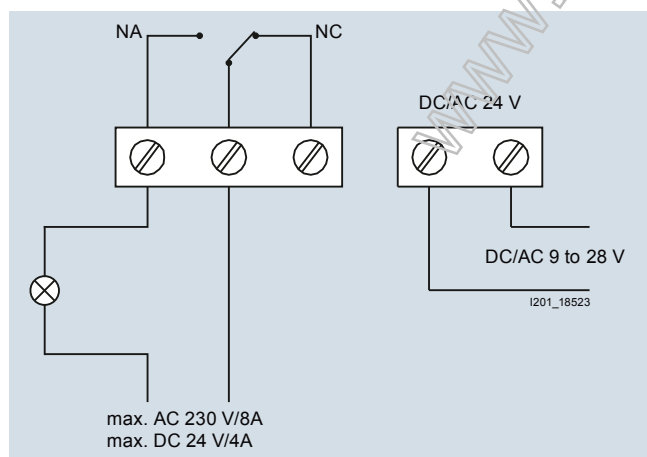 NA
NC
DC/AC 24 V
DC/AC 9 to 28 V
I201_18523
max. AC 230 V/8A
max. DC 24 V/4A
www.